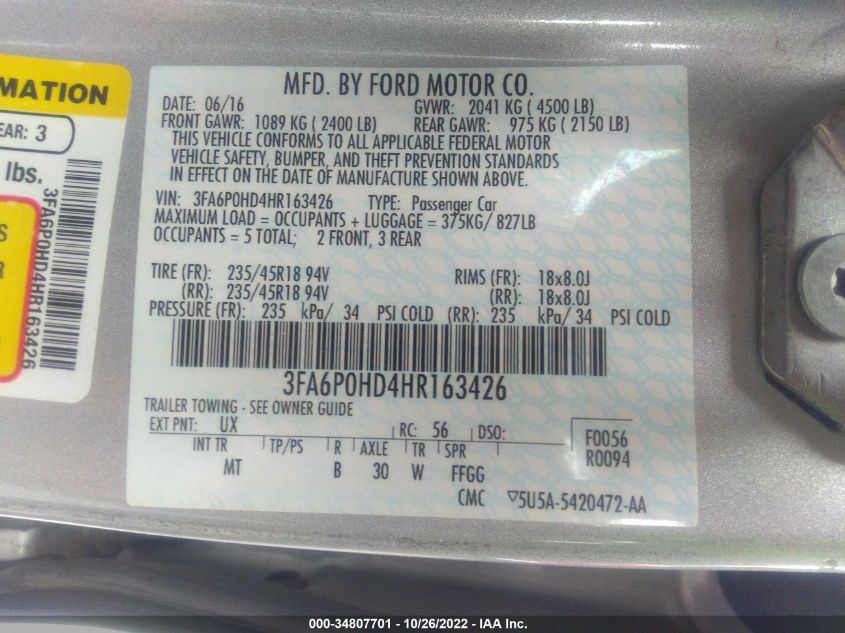 MATION
EAR: 3
lbs.
S
R
3FA6P0HD4HR163426
MFD. BY FORD MOTOR CO.
DATE: 06/16 GVWR: 2041 KG ( 4500 LB)
FRONT GAWR: 1089 KG ( 2400 LB) REAR GAWR: 975 KG ( 2150 LB)
THIS VEHICLE CONFORMS TO ALL APPLICABLE FEDERAL MOTOR
VEHICLE SAFETY, BUMPER, AND THEFT PREVENTION STANDARDS
IN EFFECT ON THE DATE OF MANUFACTURE SHOWN ABOVE.
VIN: 3FA6P0HD4HR163426 TYPE: Passenger Car
MAXIMUM LOAD = OCCUPANTS + LUGGAGE = 375KG/ 827LB
OCCUPANTS = 5 TOTAL; 2 FRONT, 3 REAR
TIRE (FR): 235/45R18 94V RIMS (FR): 18x8.0J
(RR): 235/45R18 94V (RR): 18x8.0J
PRESSURE (FR): 235 kPa/ 34 PSI COLD (RR): 235 kPa/ 34 PSI COLD
3FA6P0HD4HR163426
TRAILER TOWING - SEE OWNER GUIDE
EXT PNT: UX RC: 56 DSO: F0056
R0094
INT TR TP/PS R AXLE TR SPR
MT B 30 W FFGG
CMC ▽5U5A-5420472-AA
000-34807701 - 10/26/2022 - IAA Inc.